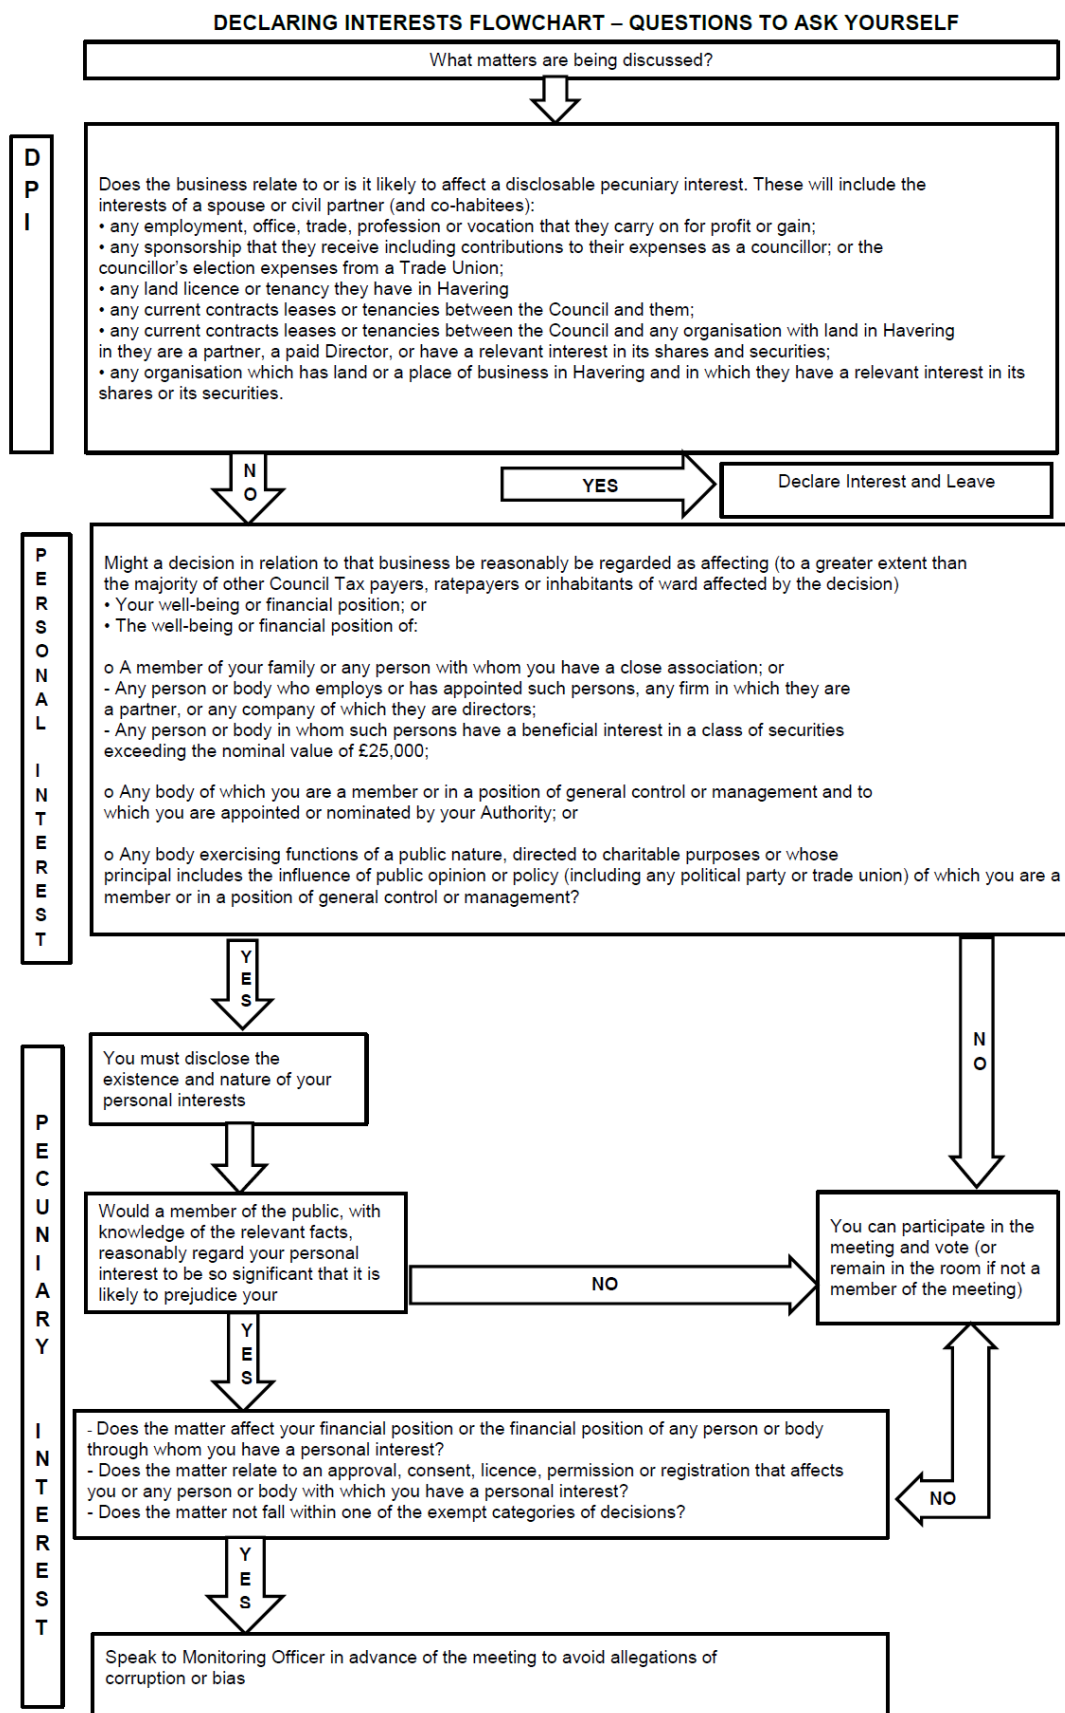 DECLARING INTERESTS FLOWCHART – QUESTIONS TO ASK YOURSELF
What matters are being discussed?
D
P
I
Does the business relate to or is it likely to affect a disclosable pecuniary interest. These will include the
interests of a spouse or civil partner (and co-habitees):
• any employment, office, trade, profession or vocation that they carry on for profit or gain;
• any sponsorship that they receive including contributions to their expenses as a councillor; or the
councillor's election expenses from a Trade Union;
• any land licence or tenancy they have in Havering
• any current contracts leases or tenancies between the Council and them;
• any current contracts leases or tenancies between the Council and any organisation with land in Havering
in they are a partner, a paid Director, or have a relevant interest in its shares and securities;
• any organisation which has land or a place of business in Havering and in which they have a relevant interest in its
shares or its securities.
N
O
YES
Declare Interest and Leave
P
E
R
S
O
N
A
L
I
N
T
E
R
E
S
T
Might a decision in relation to that business be reasonably be regarded as affecting (to a greater extent than
the majority of other Council Tax payers, ratepayers or inhabitants of ward affected by the decision)
• Your well-being or financial position; or
• The well-being or financial position of:
o A member of your family or any person with whom you have a close association; or
- Any person or body who employs or has appointed such persons, any firm in which they are
a partner, or any company of which they are directors;
- Any person or body in whom such persons have a beneficial interest in a class of securities
exceeding the nominal value of £25,000;
o Any body of which you are a member or in a position of general control or management and to
which you are appointed or nominated by your Authority; or
o Any body exercising functions of a public nature, directed to charitable purposes or whose
principal includes the influence of public opinion or policy (including any political party or trade union) of which you are a
member or in a position of general control or management?
Y
E
S
N
O
You must disclose the
existence and nature of your
personal interests
P
E
C
U
N
I
A
R
Y
I
N
T
E
R
E
S
T
Would a member of the public, with
knowledge of the relevant facts,
reasonably regard your personal
interest to be so significant that it is
likely to prejudice your
NO
You can participate in the
meeting and vote (or
remain in the room if not a
member of the meeting)
Y
E
S
- Does the matter affect your financial position or the financial position of any person or body
through whom you have a personal interest?
- Does the matter relate to an approval, consent, licence, permission or registration that affects
you or any person or body with which you have a personal interest?
- Does the matter not fall within one of the exempt categories of decisions?
NO
Y
E
S
Speak to Monitoring Officer in advance of the meeting to avoid allegations of
corruption or bias